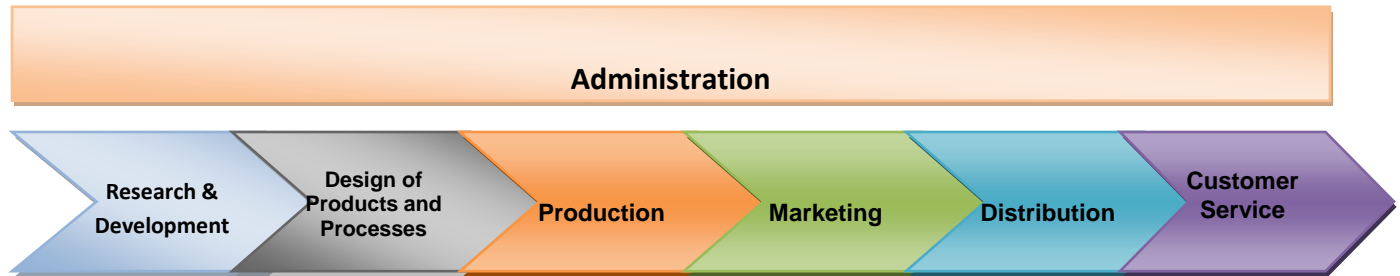 Administration
Research &
Development
Design of
Products and
Processes
Production
Marketing
Distribution
Customer
Service